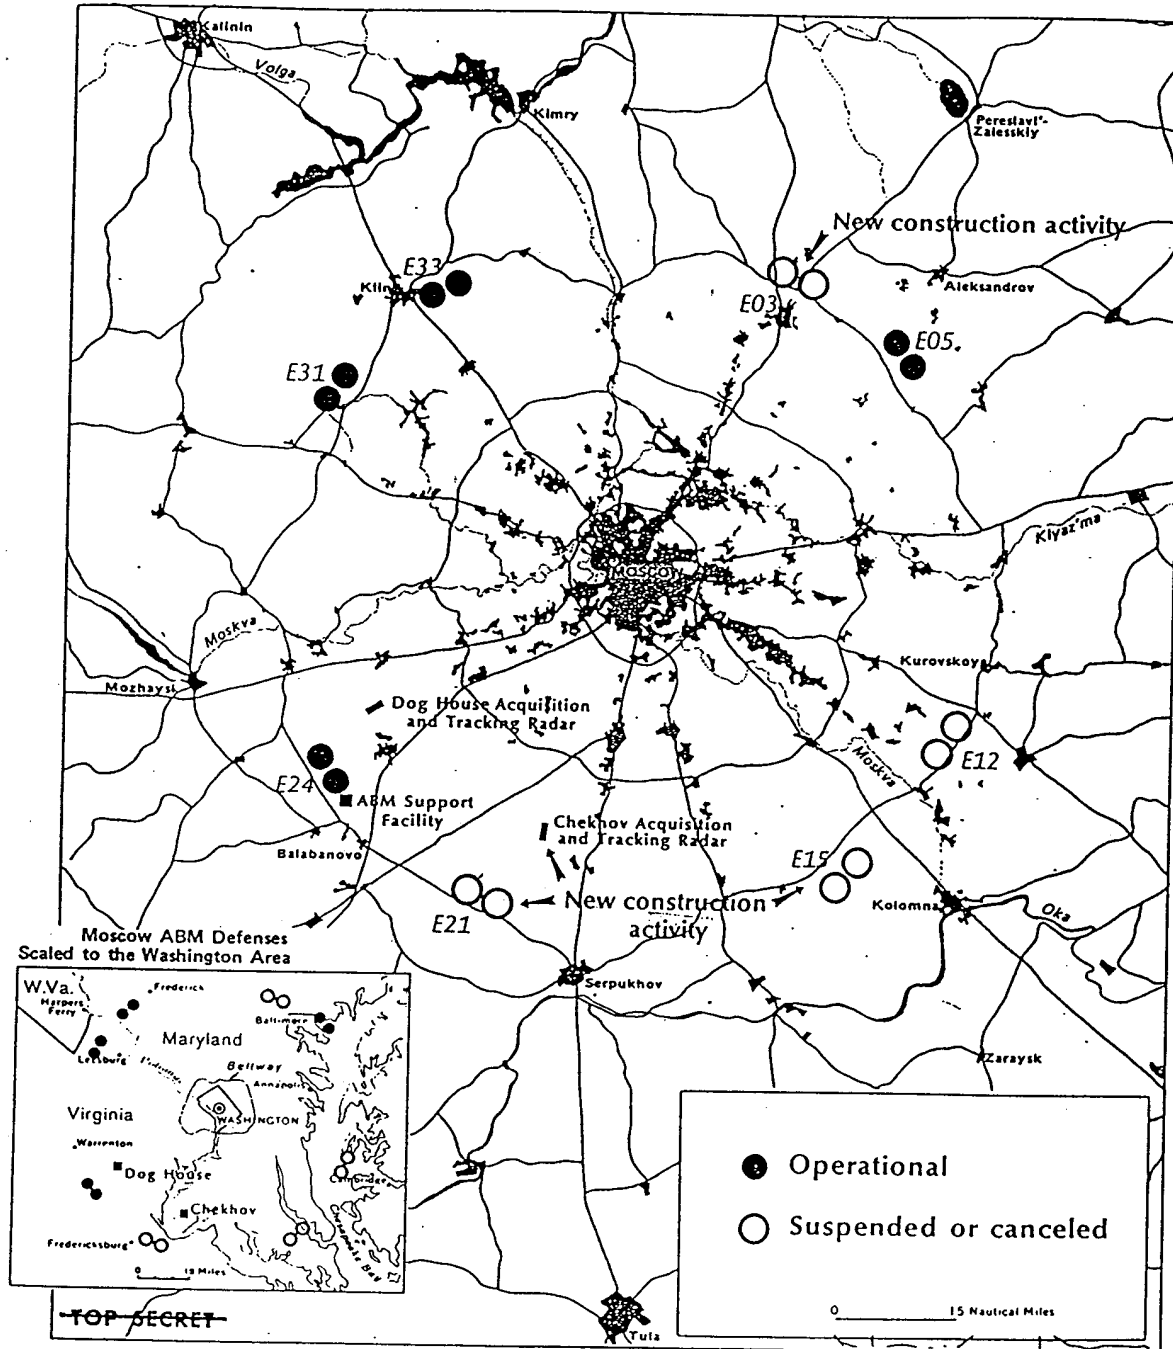 Kalinin
Volga
Kimry
Pereslavl'-
Zalesskiy
New construction activity
E33
Klin
E03
Aleksandrov
E05
E31
Klyaz'ma
Moscow
Moskva
Kurovskoy
Mozhaysk
Dog House Acquisition
and Tracking Radar
Moskva
E12
E24
ABM Support
Facility
Chekhov Acquisition
and Tracking Radar
Balabanovo
E15
E21
New construction
activity
Kolomna
Oka
Serpukhov
Moscow ABM Defenses
Scaled to the Washington Area
W.Va.
Frederick
Harpers
Ferry
Baltimore
Maryland
Leesburg
Beltway
Annapolis
Virginia
WASHINGTON
Warrenton
Dog House
Cambridge
Chekhov
Chesapeake Bay
Fredericksburg
0 15 Miles
Zaraysk
Operational
Suspended or canceled
0 15 Nautical Miles
TOP SECRET
Tula